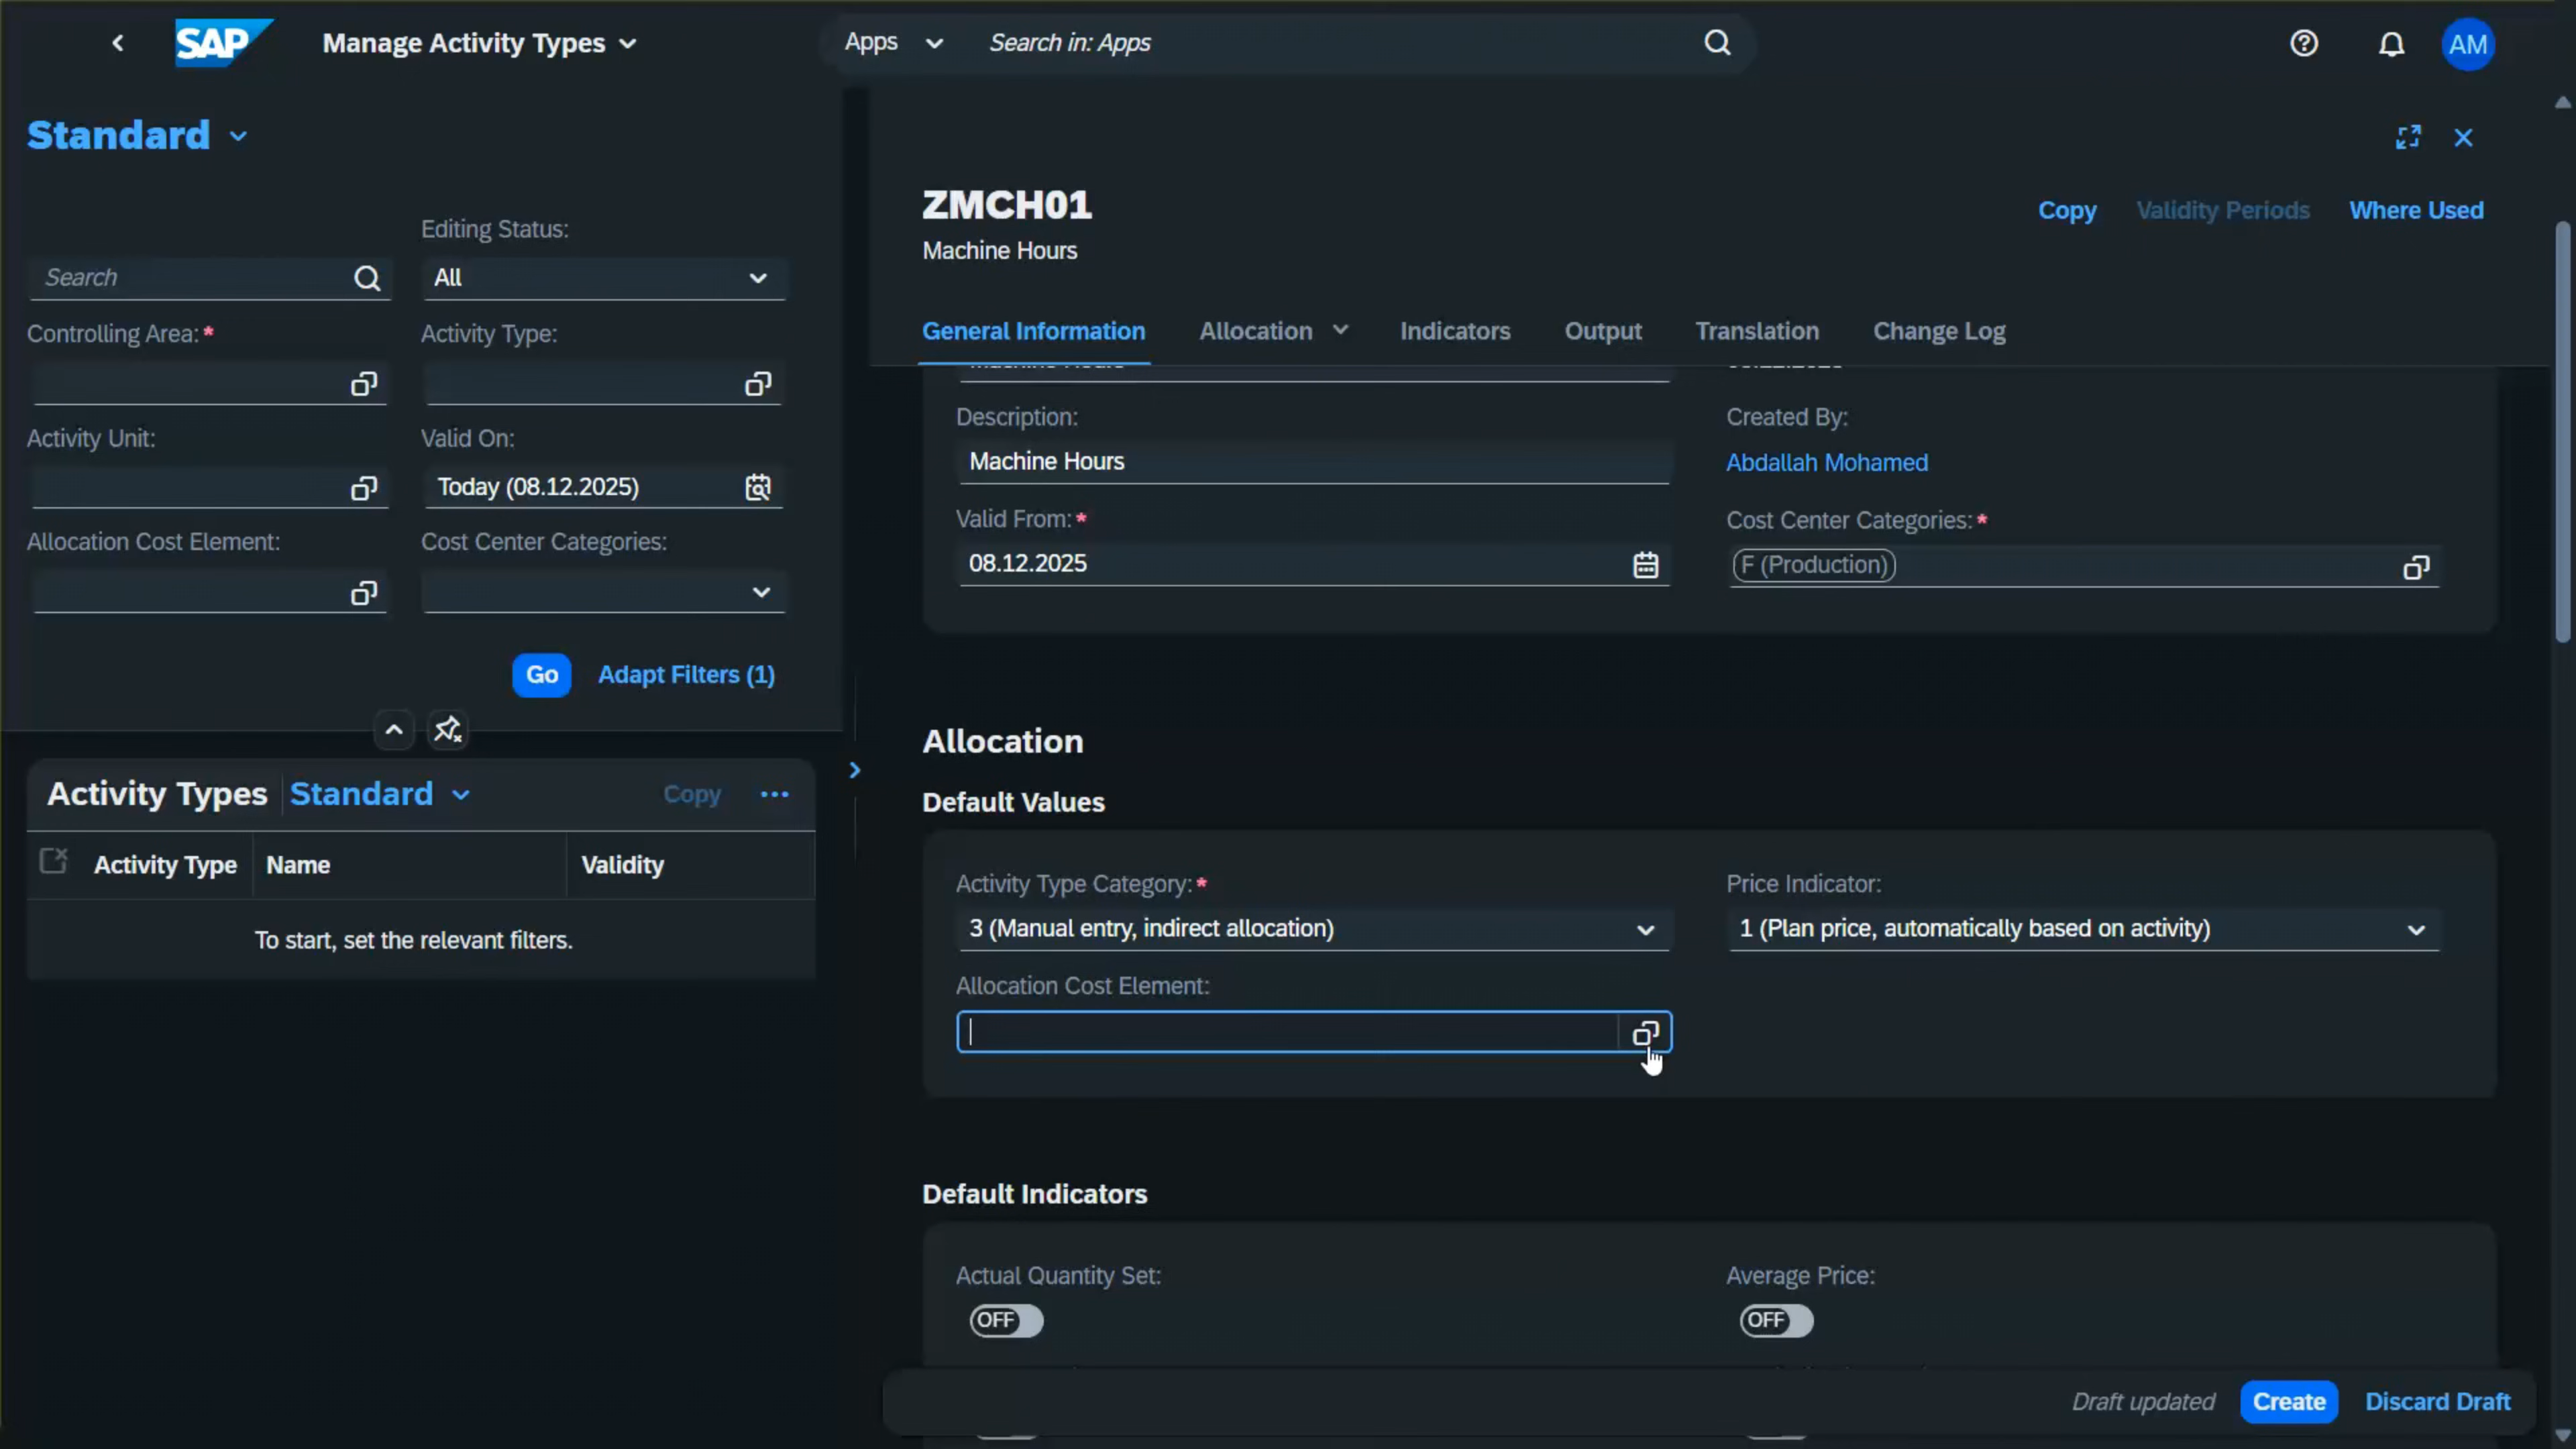 SAP
Manage Activity Types
Apps
Search in: Apps
AM
Standard
Editing Status:
Search
All
Controlling Area:*
Activity Type:
Activity Unit:
Valid On:
Today (08.12.2025)
Allocation Cost Element:
Cost Center Categories:
Go
Adapt Filters (1)
Activity Types
Standard
Copy
Activity Type
Name
Validity
To start, set the relevant filters.
ZMCH01
Machine Hours
Copy
Validity Periods
Where Used
General Information
Allocation
Indicators
Output
Translation
Change Log
Description:
Machine Hours
Created By:
Abdallah Mohamed
Valid From:*
08.12.2025
Cost Center Categories:*
F (Production)
Allocation
Default Values
Activity Type Category:*
3 (Manual entry, indirect allocation)
Price Indicator:
1 (Plan price, automatically based on activity)
Allocation Cost Element:
Default Indicators
Actual Quantity Set:
OFF
Average Price:
OFF
Draft updated
Create
Discard Draft